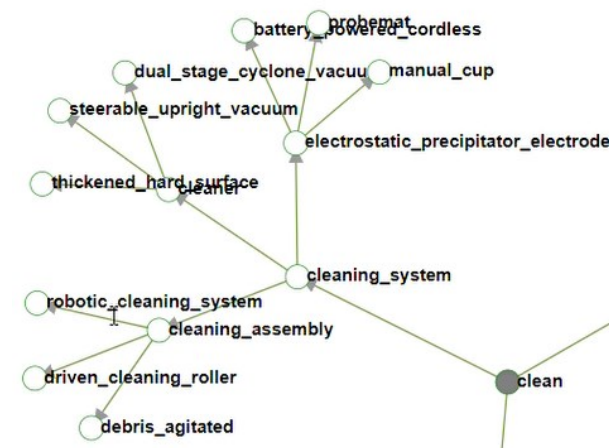 probemat
battery_powered_cordless
dual_stage_cyclone_vacuu
manual_cup
steerable_upright_vacuum
electrostatic_precipitator_electrode
thickened_hard_surface
cleaner
cleaning_system
robotic_cleaning_system
cleaning_assembly
driven_cleaning_roller
clean
debris_agitated